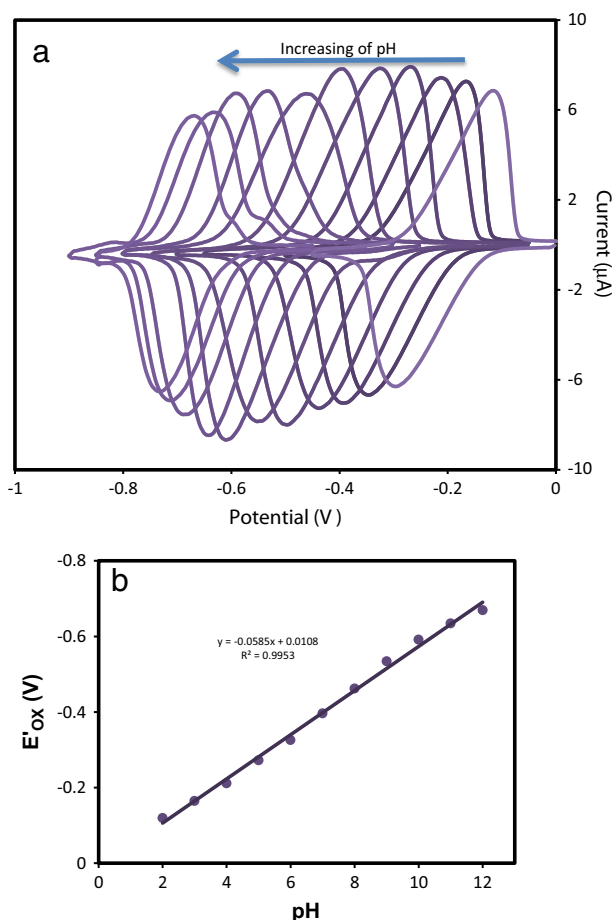 a
Increasing of pH
10
6
2
-2
-6
-10
Current (µA)
-1 -0.8 -0.6 -0.4 -0.2 0
Potential (V )
b
-0.8
-0.6
-0.4
-0.2
0
E'OX (V)
y = -0.0585x + 0.0108
R² = 0.9953
0 2 4 6 8 10 12
pH